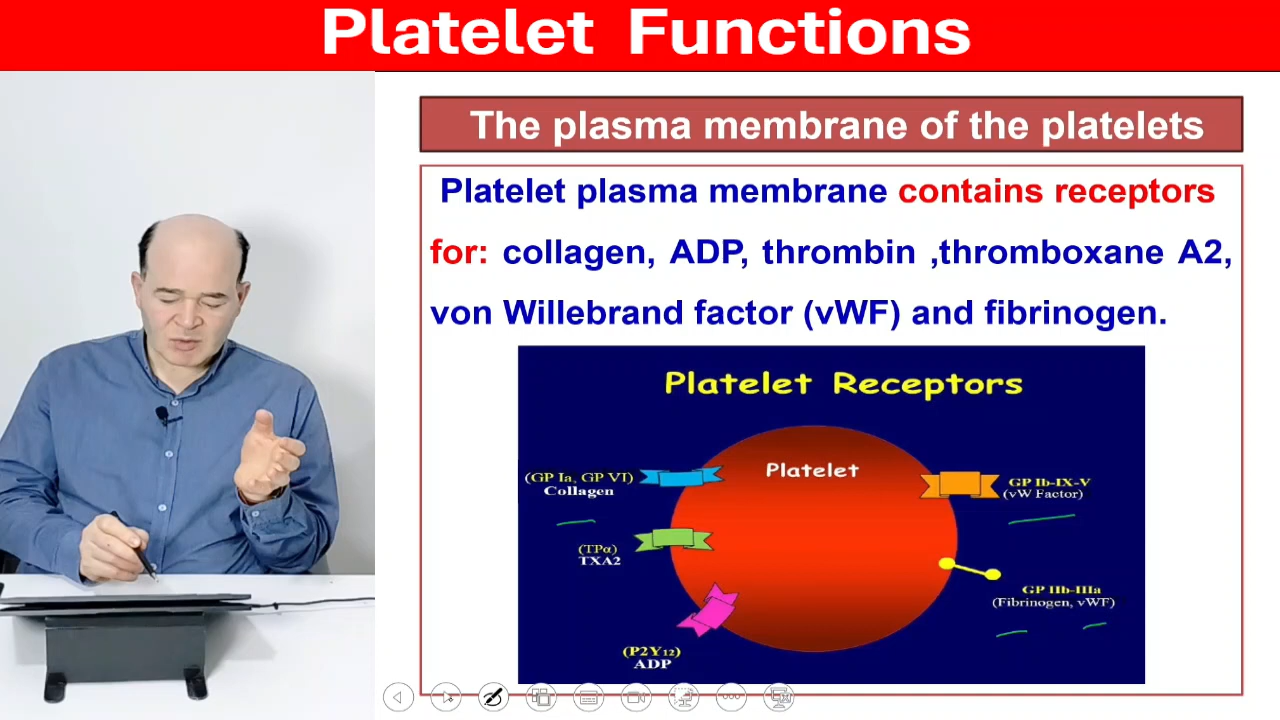 Platelet Functions
The plasma membrane of the platelets
Platelet plasma membrane contains receptors
for: collagen, ADP, thrombin ,thromboxane A2,
von Willebrand factor (vWF) and fibrinogen.
Platelet Receptors
Platelet
(GP Ia, GP VI)
Collagen
GP Ib-IX-V
(vW Factor)
(TPα)
TXA2
GP IIb-IIIa
(Fibrinogen, vWF)
(P2Y12)
ADP